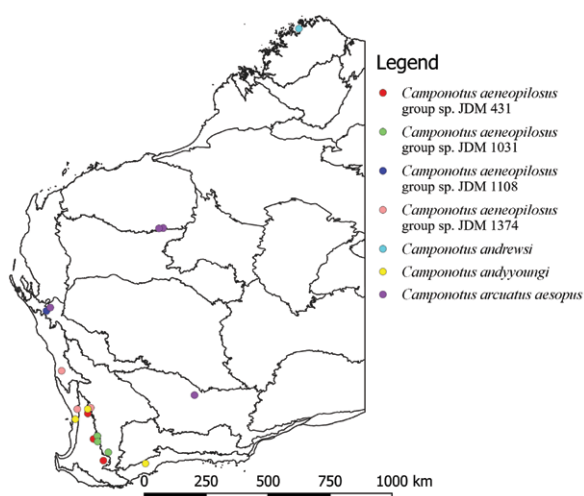 Legend
Camponotus aeneopilosus
group sp. JDM 431
Camponotus aeneopilosus
group sp. JDM 1031
Camponotus aeneopilosus
group sp. JDM 1108
Camponotus aeneopilosus
group sp. JDM 1374
Camponotus andrewsi
Camponotus andyyoungi
Camponotus arcuatus aesopus
0 250 500 750 1000 km